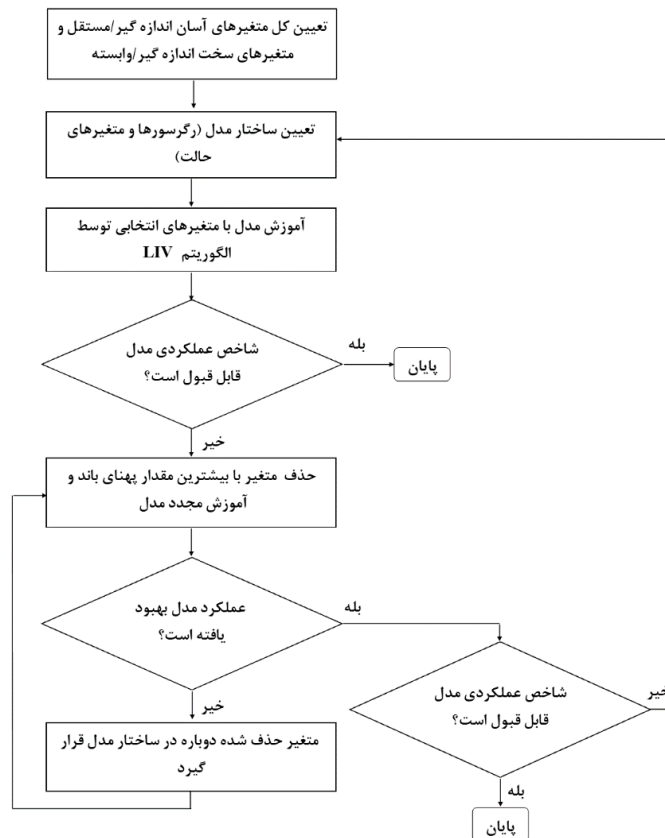 تعیین کل متغیرهای آسان اندازه گیر/مستقل و
متغیرهای سخت اندازه گیر/وابسته
تعیین ساختار مدل (رگرسورها و متغیرهای
حالت)
آموزش مدل با متغیرهای انتخابی توسط
الگوریتم LIV
شاخص عملکردی مدل
قابل قبول است؟
بله
پایان
خیر
حذف متغیر با بیشترین مقدار پهنای باند و
آموزش مجدد مدل
عملکرد مدل بهبود
یافته است؟
بله
خیر
شاخص عملکردی مدل
قابل قبول است؟
خیر
متغیر حذف شده دوباره در ساختار مدل قرار
گیرد
بله
پایان